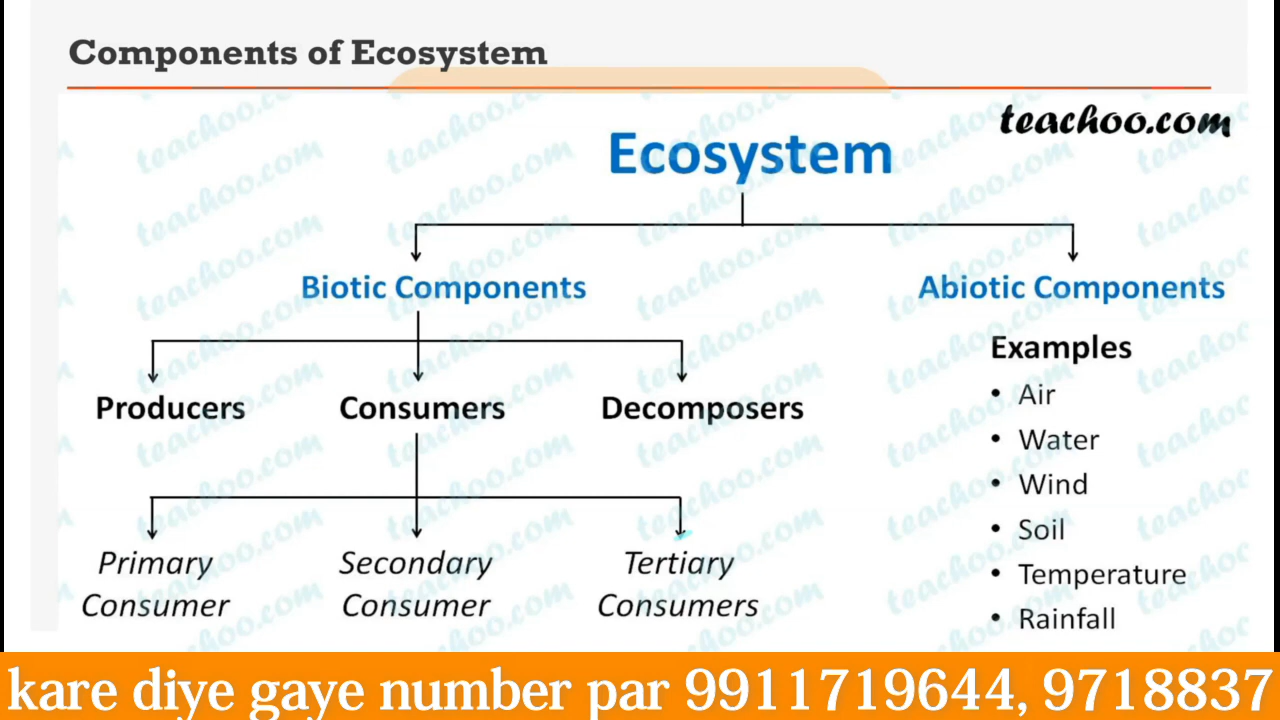 Components of Ecosystem
teachoo.com
Ecosystem
Biotic Components
Abiotic Components
Producers
Consumers
Decomposers
Primary
Consumer
Secondary
Consumer
Tertiary
Consumers
Examples
• Air
• Water
• Wind
• Soil
• Temperature
• Rainfall
kare diye gaye number par 9911719644, 9718837